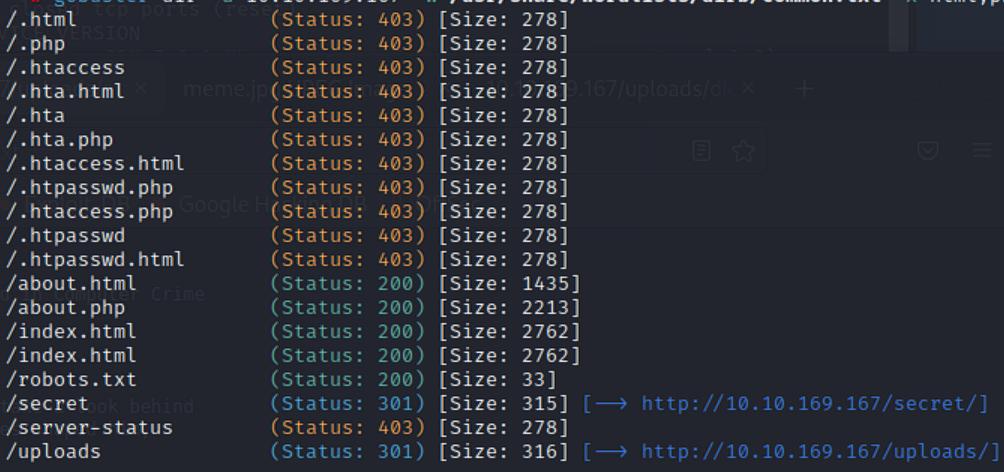 /.html (Status: 403) [Size: 278]
/.php (Status: 403) [Size: 278]
/.htaccess (Status: 403) [Size: 278]
/.hta.html (Status: 403) [Size: 278]
/.hta (Status: 403) [Size: 278]
/.hta.php (Status: 403) [Size: 278]
/.htaccess.html (Status: 403) [Size: 278]
/.htpasswd.php (Status: 403) [Size: 278]
/.htaccess.php (Status: 403) [Size: 278]
/.htpasswd (Status: 403) [Size: 278]
/.htpasswd.html (Status: 403) [Size: 278]
/about.html (Status: 200) [Size: 1435]
/about.php (Status: 200) [Size: 2213]
/index.html (Status: 200) [Size: 2762]
/index.html (Status: 200) [Size: 2762]
/robots.txt (Status: 200) [Size: 33]
/secret (Status: 301) [Size: 315] [--> http://10.10.169.167/secret/]
/server-status (Status: 403) [Size: 278]
/uploads (Status: 301) [Size: 316] [--> http://10.10.169.167/uploads/]